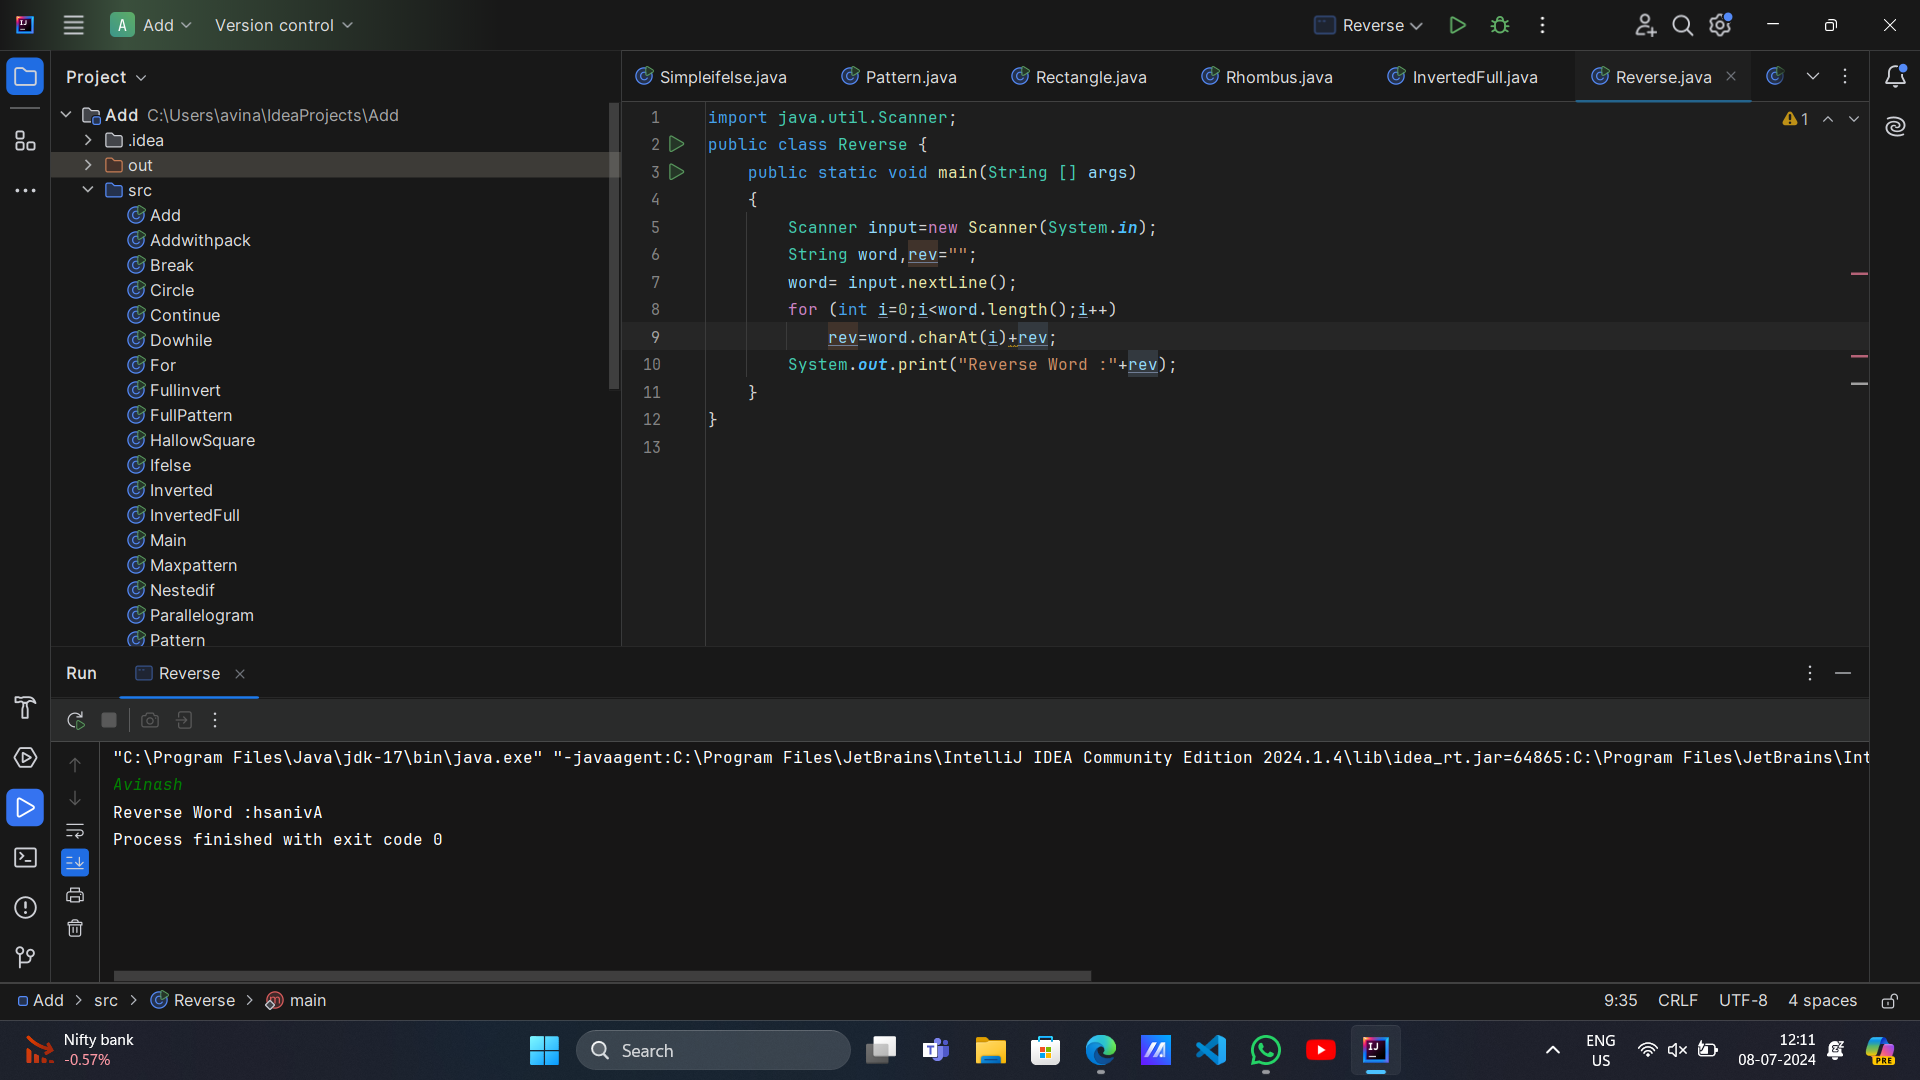 A Add Version control Reverse
Project
Simpleifelse.java Pattern.java Rectangle.java Rhombus.java InvertedFull.java Reverse.java
Add C:\Users\avina\IdeaProjects\Add
.idea
out
src
Add
Addwithpack
Break
Circle
Continue
Dowhile
For
Fullinvert
FullPattern
HallowSquare
Ifelse
Inverted
InvertedFull
Main
Maxpattern
Nestedif
Parallelogram
Pattern
1 import java.util.Scanner;
2 public class Reverse {
3 public static void main(String [] args)
4 {
5 Scanner input=new Scanner(System.in);
6 String word,rev="";
7 word= input.nextLine();
8 for (int i=0;i<word.length();i++)
9 rev=word.charAt(i)+rev;
10 System.out.print("Reverse Word :"+rev);
11 }
12 }
13
1
Run Reverse
"C:\Program Files\Java\jdk-17\bin\java.exe" "-javaagent:C:\Program Files\JetBrains\IntelliJ IDEA Community Edition 2024.1.4\lib\idea_rt.jar=64865:C:\Program Files\JetBrains\Int
Avinash
Reverse Word :hsanivA
Process finished with exit code 0
Add > src > Reverse > main 9:35 CRLF UTF-8 4 spaces
Nifty bank
-0.57%
Search
ENG
US
12:11
08-07-2024
PRE